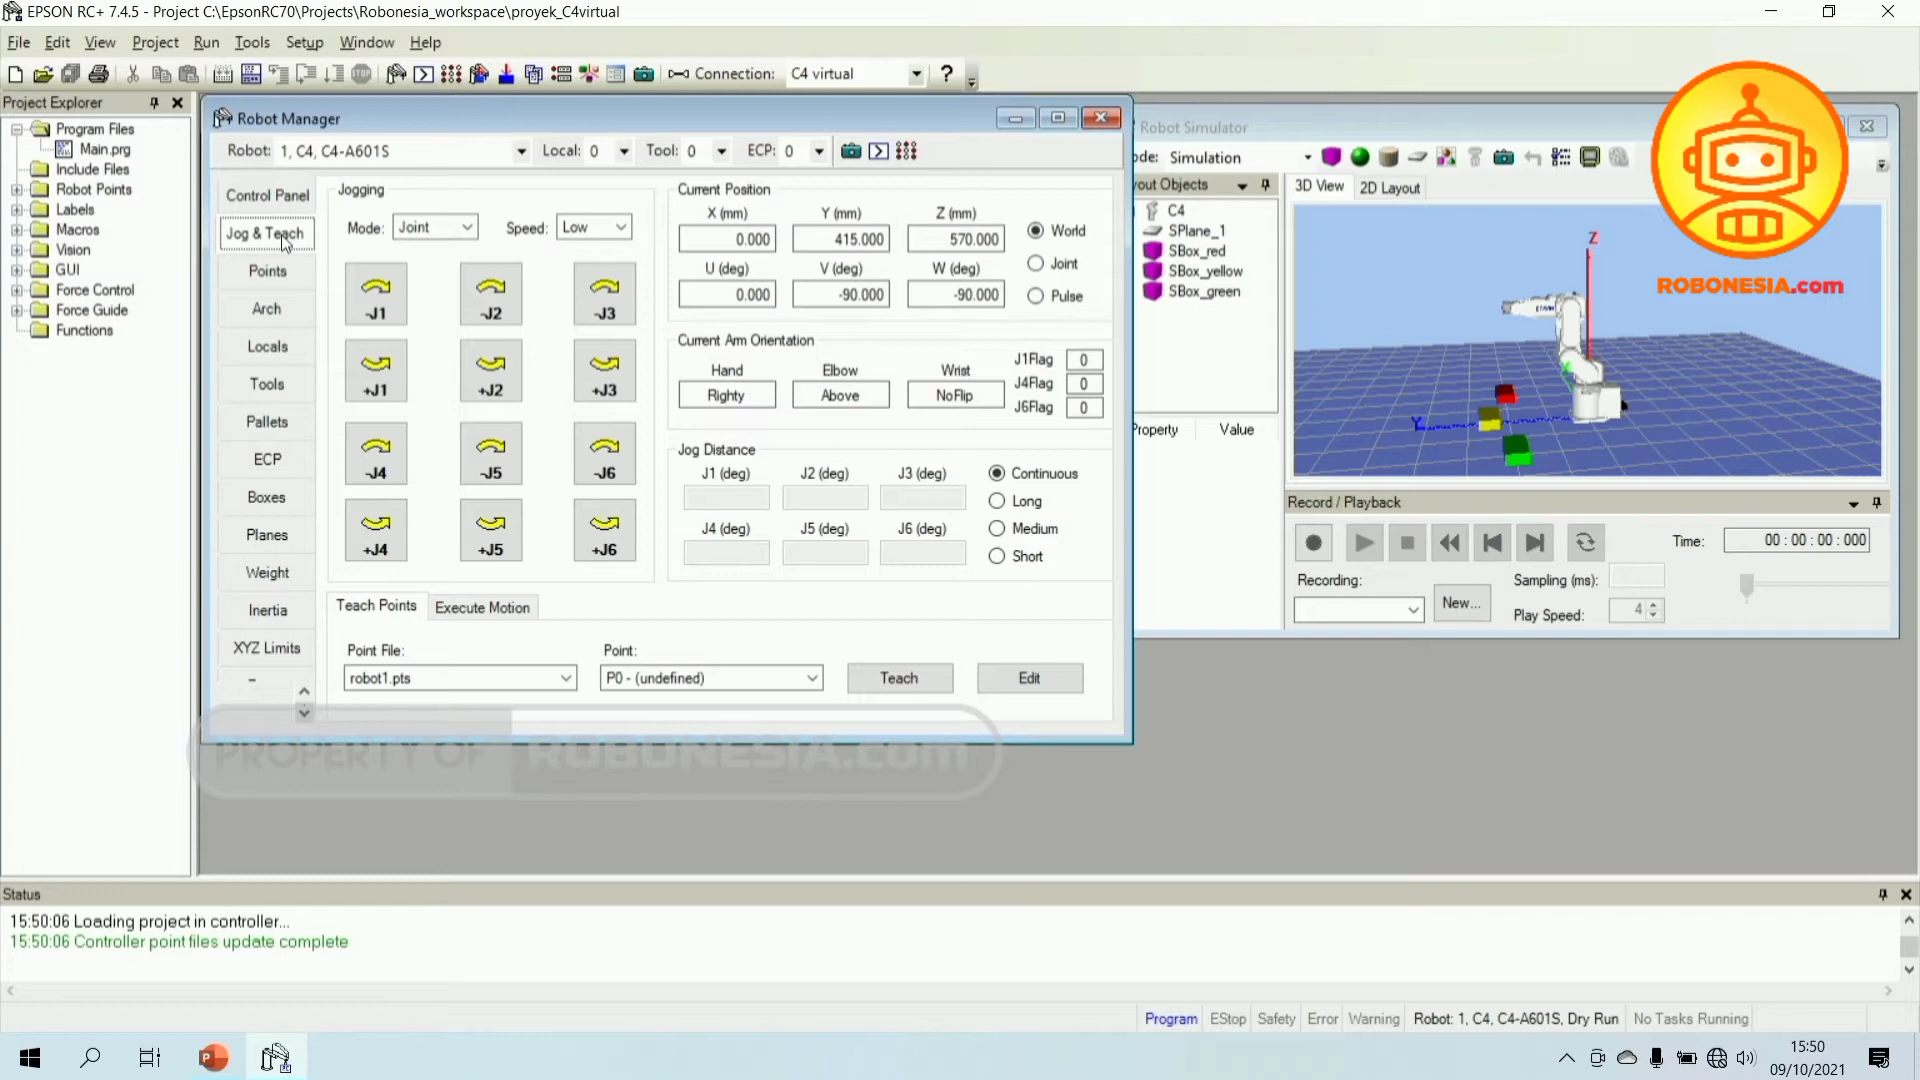 EPSON RC+ 7.4.5 - Project C:\EpsonRC70\Projects\Robonesia_workspace\proyek_C4virtual
File Edit View Project Run Tools Setup Window Help
Connection: C4 virtual
Project Explorer
Program Files
Main.prg
Include Files
Robot Points
Labels
Macros
Vision
GUI
Force Control
Force Guide
Functions
Robot Manager
Robot: 1, C4, C4-A601S Local: 0 Tool: 0 ECP: 0
Control Panel
Jog & Teach
Points
Arch
Locals
Tools
Pallets
ECP
Boxes
Planes
Weight
Inertia
XYZ Limits
Jogging
Mode: Joint Speed: Low
-J1 -J2 -J3
+J1 +J2 +J3
-J4 -J5 -J6
+J4 +J5 +J6
Current Position
X (mm) Y (mm) Z (mm)
0.000 415.000 570.000
U (deg) V (deg) W (deg)
0.000 -90.000 -90.000
World
Joint
Pulse
Current Arm Orientation
Hand Elbow Wrist
Righty Above NoFlip
J1Flag 0
J4Flag 0
J6Flag 0
Jog Distance
J1 (deg) J2 (deg) J3 (deg)
J4 (deg) J5 (deg) J6 (deg)
Continuous
Long
Medium
Short
Teach Points Execute Motion
Point File: Point:
robot1.pts P0 - (undefined) Teach Edit
PROPERTY OF ROBONESIA.com
Robot Simulator
ode: Simulation
yout Objects
C4
SPlane_1
SBox_red
SBox_yellow
SBox_green
Property Value
3D View 2D Layout
Z
Y
Record / Playback
Time: 00 : 00 : 00 : 000
Recording: Sampling (ms):
New... Play Speed: 4
ROBONESIA.com
Status
15:50:06 Loading project in controller...
15:50:06 Controller point files update complete
Program EStop Safety Error Warning Robot: 1, C4, C4-A601S, Dry Run No Tasks Running
15:50
09/10/2021